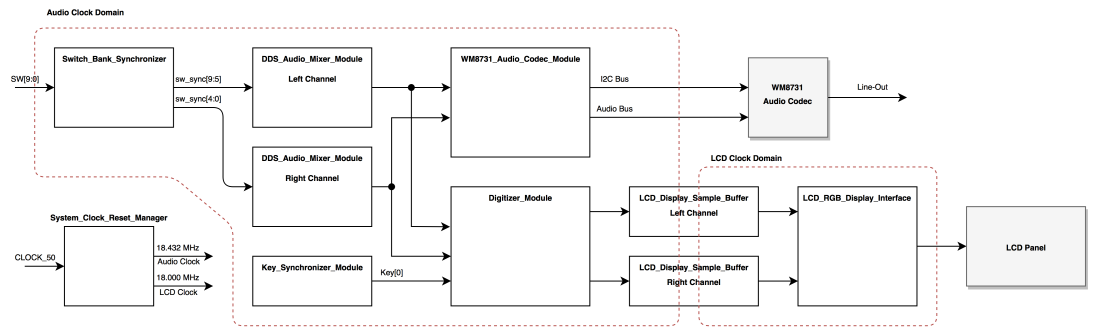 Audio Clock Domain
Switch_Bank_Synchronizer
SW[9:0]
sw_sync[9:5]
sw_sync[4:0]
DDS_Audio_Mixer_Module
Left Channel
WM8731_Audio_Codec_Module
I2C Bus
Audio Bus
WM8731
Audio Codec
Line-Out
DDS_Audio_Mixer_Module
Right Channel
LCD Clock Domain
Digitizer_Module
LCD_Display_Sample_Buffer
Left Channel
LCD_RGB_Display_Interface
System_Clock_Reset_Manager
CLOCK_50
18.432 MHz
Audio Clock
18.000 MHz
LCD Clock
Key_Synchronizer_Module
Key[0]
LCD_Display_Sample_Buffer
Right Channel
LCD Panel